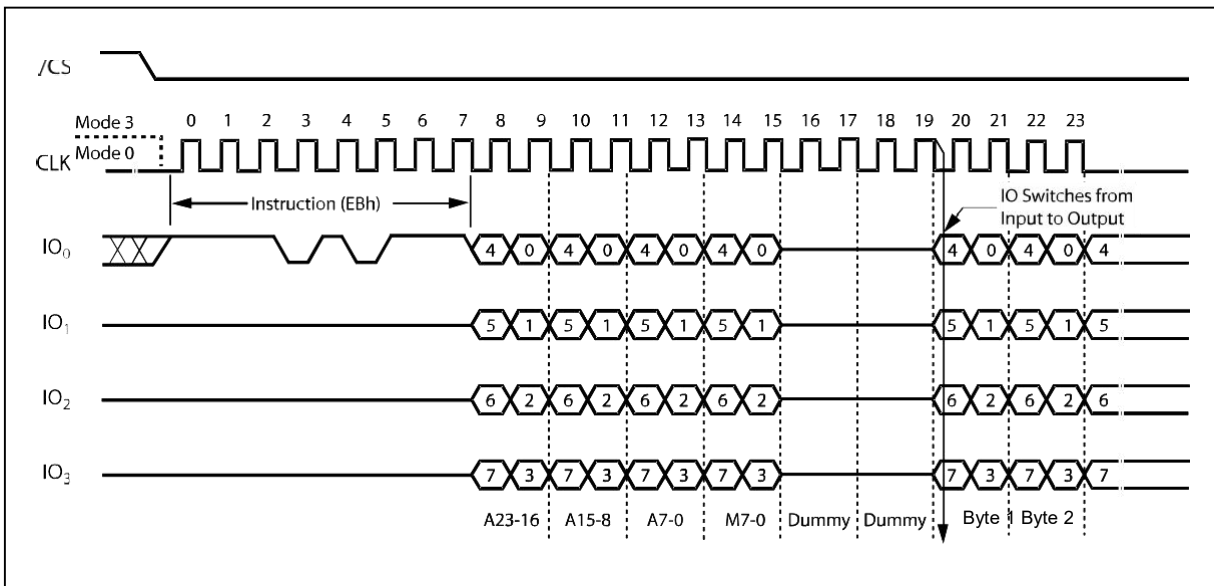 /CS
Mode 3
0 1 2 3 4 5 6 7 8 9 10 11 12 13 14 15 16 17 18 19 20 21 22 23
Mode 0
CLK
Instruction (EBh)
IO Switches from
Input to Output
IO0
4 0 4 0 4 0 4 0 4 0 4 0 4
IO1
5 1 5 1 5 1 5 1 5 1 5 1 5
IO2
6 2 6 2 6 2 6 2 6 2 6 2 6
IO3
7 3 7 3 7 3 7 3 7 3 7 3 7
A23-16 A15-8 A7-0 M7-0 Dummy Dummy Byte 1 Byte 2